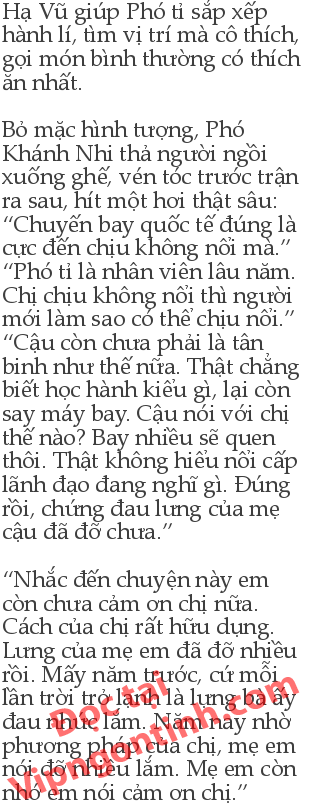 Hạ Vũ giúp Phó tỉ sắp xếp
hành lí, tìm vị trí mà cô thích,
gọi món bình thường có thích
ăn nhất.
Bỏ mặc hình tượng, Phó
Khánh Nhi thả người ngồi
xuống ghế, vén tóc trước trận
ra sau, hít một hơi thật sâu:
“Chuyến bay quốc tế đúng là
cực đến chịu không nổi mà.”
“Phó tỉ là nhân viên lâu năm.
Chị chịu không nổi thì người
mới làm sao có thể chịu nổi.”
“Cậu còn chưa phải là tân
binh như thế nữa. Thật chẳng
biết học hành kiểu gì, lại còn
say máy bay. Cậu nói với chị
thế nào? Bay nhiều sẽ quen
thôi. Thật không hiểu nổi cấp
lãnh đạo đang nghĩ gì. Đúng
rồi, chứng đau lưng của mẹ
cậu đã đỡ chưa.”
“Nhắc đến chuyện này em
còn chưa cảm ơn chị nữa.
Cách của chị rất hữu dụng.
Lưng của mẹ em đã đỡ nhiều
rồi. Mấy năm trước, cứ mỗi
lần trời trở lạnh là lưng bà ấy
đau nhức lắm. Năm nay nhờ
phương pháp của chị, mẹ em
nói đỡ nhiều lắm. Mẹ em còn
nhờ em nói cảm ơn chị.”
Đọc tại
Vipngontinh.com